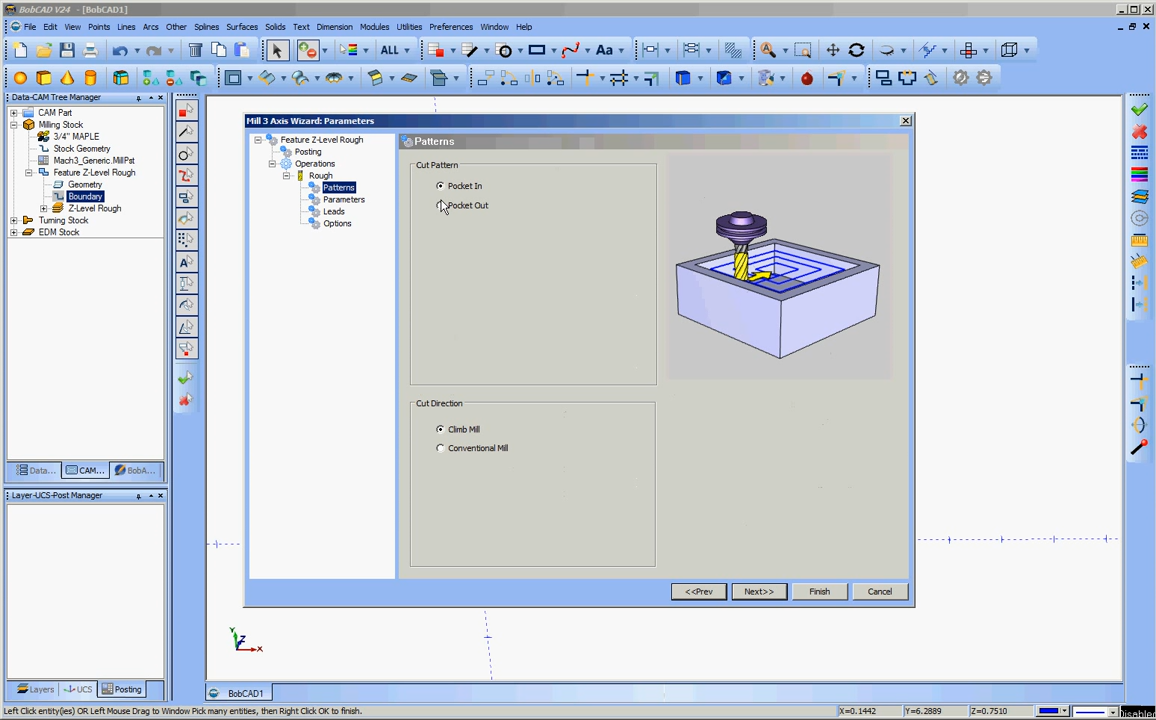 BobCAD V24 - [BobCAD1]
File Edit View Points Lines Arcs Other Splines Surfaces Solids Text Dimension Modules Utilities Preferences Window Help
ALL
Aa
Data-CAM Tree Manager
CAM Part
Milling Stock
3/4" MAPLE
Stock Geometry
Mach3_Generic.MillPst
Feature Z-Level Rough
Geometry
Boundary
Z-Level Rough
Turning Stock
EDM Stock
Data... CAM... BobA...
Layer-UCS-Post Manager
Layers UCS Posting
Mill 3 Axis Wizard: Parameters
Feature Z-Level Rough
Posting
Operations
Rough
Patterns
Parameters
Leads
Options
Patterns
Cut Pattern
Pocket In
Pocket Out
Cut Direction
Climb Mill
Conventional Mill
<<Prev Next>> Finish Cancel
Y
Z
X
BobCAD1
Left Click entity(ies) OR Left Mouse Drag to Window Pick many entities, then Right Click OK to finish.
X=0.1442 Y=6.2889 Z=0.7510
Disabled